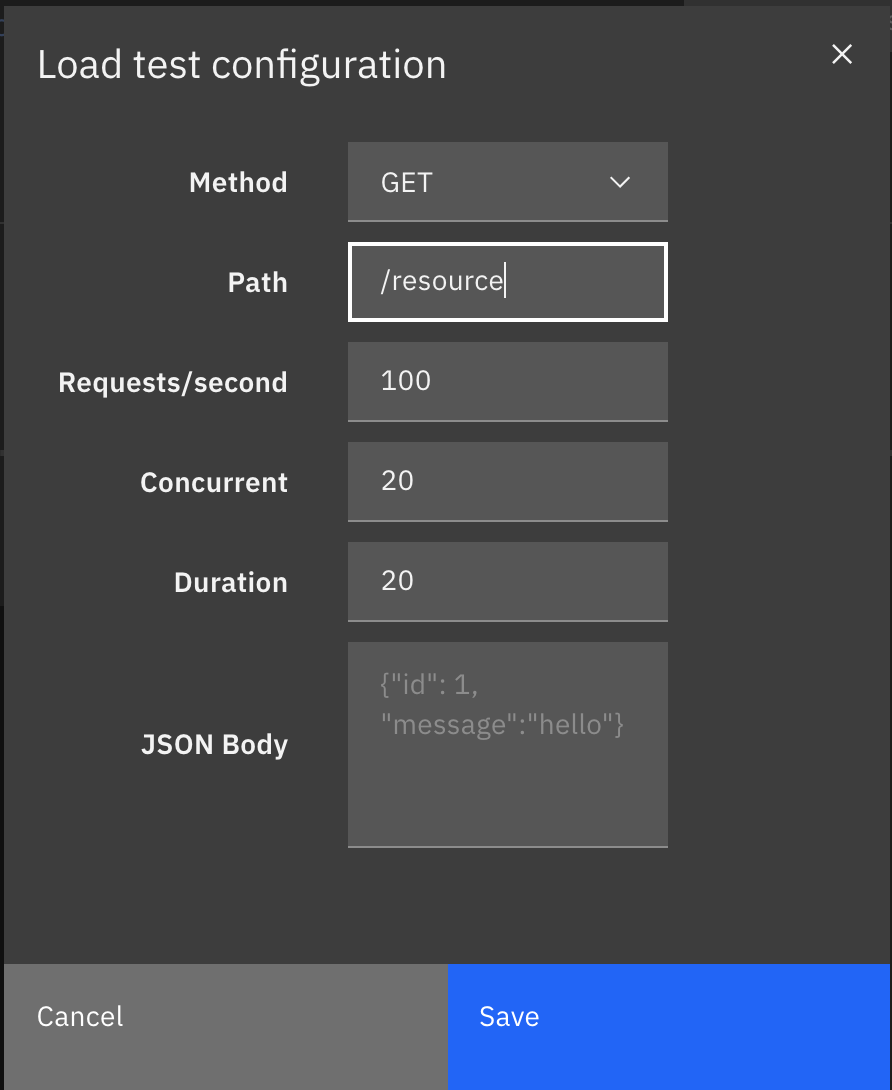 Load test configuration
Method
GET
Path
/resource
Requests/second
100
Concurrent
20
Duration
20
JSON Body
{"id": 1,
"message":"hello"}
Cancel
Save